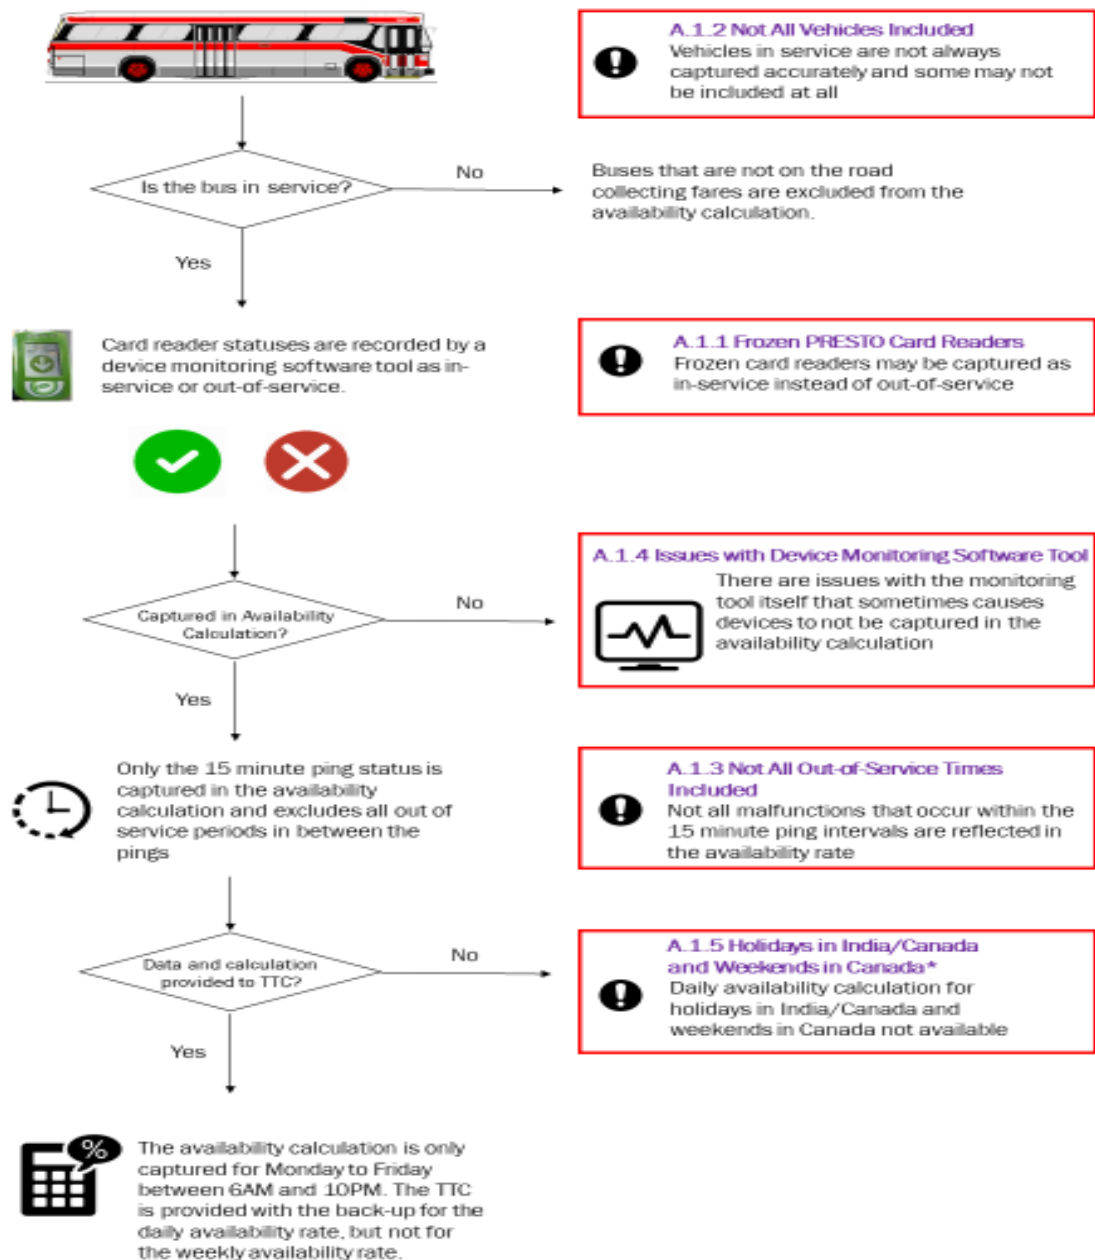 A.1.2 Not All Vehicles Included
Vehicles in service are not always
captured accurately and some may not
be included at all
Is the bus in service?
No
Buses that are not on the road
collecting fares are excluded from the
availability calculation.
Yes
Card reader statuses are recorded by a
device monitoring software tool as in-
service or out-of-service.
A.1.1 Frozen PRESTO Card Readers
Frozen card readers may be captured as
in-service instead of out-of-service
Captured in Availability
Calculation?
No
A.1.4 Issues with Device Monitoring Software Tool
There are issues with the monitoring
tool itself that sometimes causes
devices to not be captured in the
availability calculation
Yes
Only the 15 minute ping status is
captured in the availability
calculation and excludes all out of
service periods in between the
pings
A.1.3 Not All Out-of-Service Times
Included
Not all malfunctions that occur within the
15 minute ping intervals are reflected in
the availability rate
Data and calculation
provided to TTC?
No
A.1.5 Holidays in India/Canada
and Weekends in Canada*
Daily availability calculation for
holidays in India/Canada and
weekends in Canada not available
Yes
%
The availability calculation is only
captured for Monday to Friday
between 6AM and 10PM. The TTC
is provided with the back-up for the
daily availability rate, but not for
the weekly availability rate.